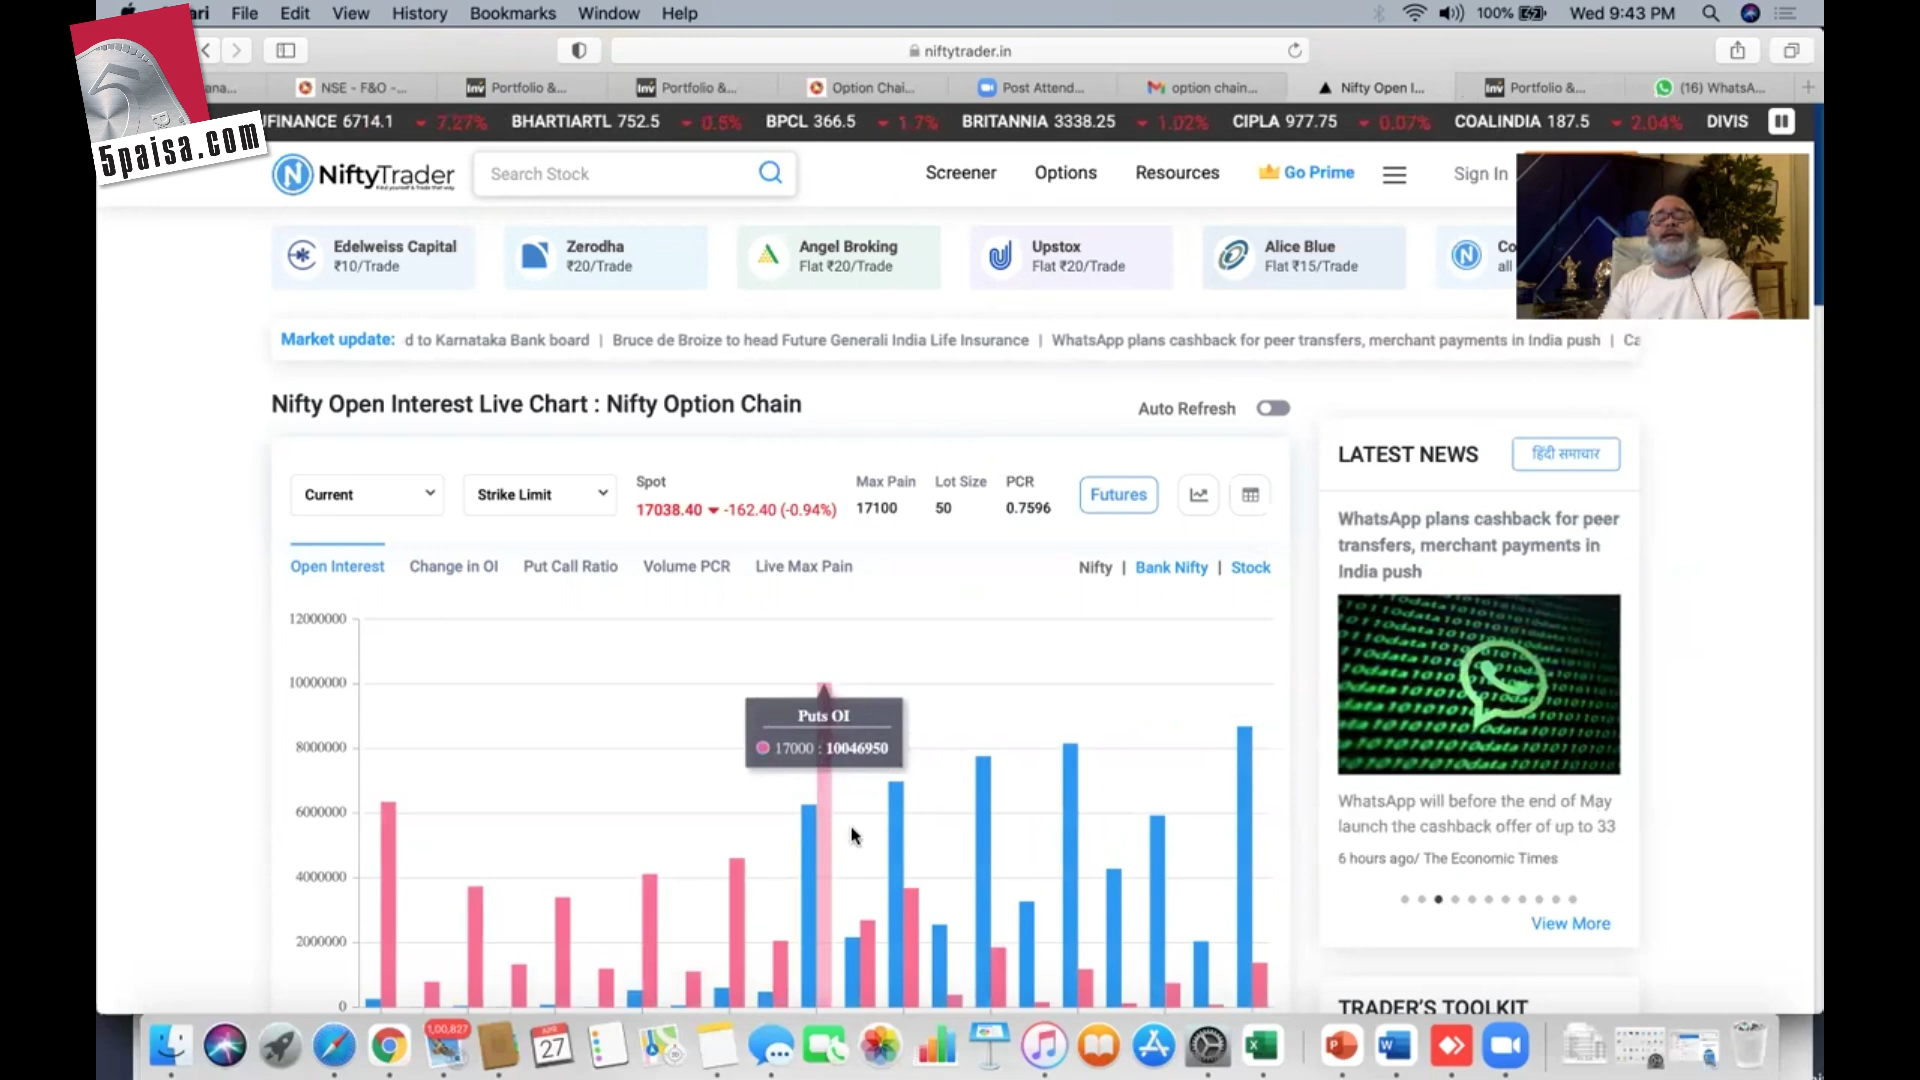 ari File Edit View History Bookmarks Window Help 100% Wed 9:43 PM
5paisa.com
niftytrader.in
ana... NSE - F&O -... Portfolio &... Portfolio &... Option Chai... Post Attend... option chain... Nifty Open I... Portfolio &... (16) WhatsA...
JFINANCE 6714.1 7.27% BHARTIARTL 752.5 0.5% BPCL 366.5 1.7% BRITANNIA 3338.25 1.02% CIPLA 977.75 0.07% COALINDIA 187.5 2.04% DIVIS
NiftyTrader Search Stock Screener Options Resources Go Prime Sign In
Edelweiss Capital Zerodha Angel Broking Upstox Alice Blue Co
₹10/Trade ₹20/Trade Flat ₹20/Trade Flat ₹20/Trade Flat ₹15/Trade all
Market update: d to Karnataka Bank board | Bruce de Broize to head Future Generali India Life Insurance | WhatsApp plans cashback for peer transfers, merchant payments in India push | Ca
Nifty Open Interest Live Chart : Nifty Option Chain
Auto Refresh
Current Strike Limit
Spot Max Pain Lot Size PCR
17038.40 -162.40 (-0.94%) 17100 50 0.7596
Futures
Open Interest Change in OI Put Call Ratio Volume PCR Live Max Pain Nifty | Bank Nifty | Stock
12000000
10000000
8000000
6000000
4000000
2000000
0
Puts OI
17000 : 10046950
LATEST NEWS हिंदी समाचार
WhatsApp plans cashback for peer
transfers, merchant payments in
India push
WhatsApp will before the end of May
launch the cashback offer of up to 33
6 hours ago/ The Economic Times
View More
TRADER'S TOOLKIT
1,00,827
APR
27